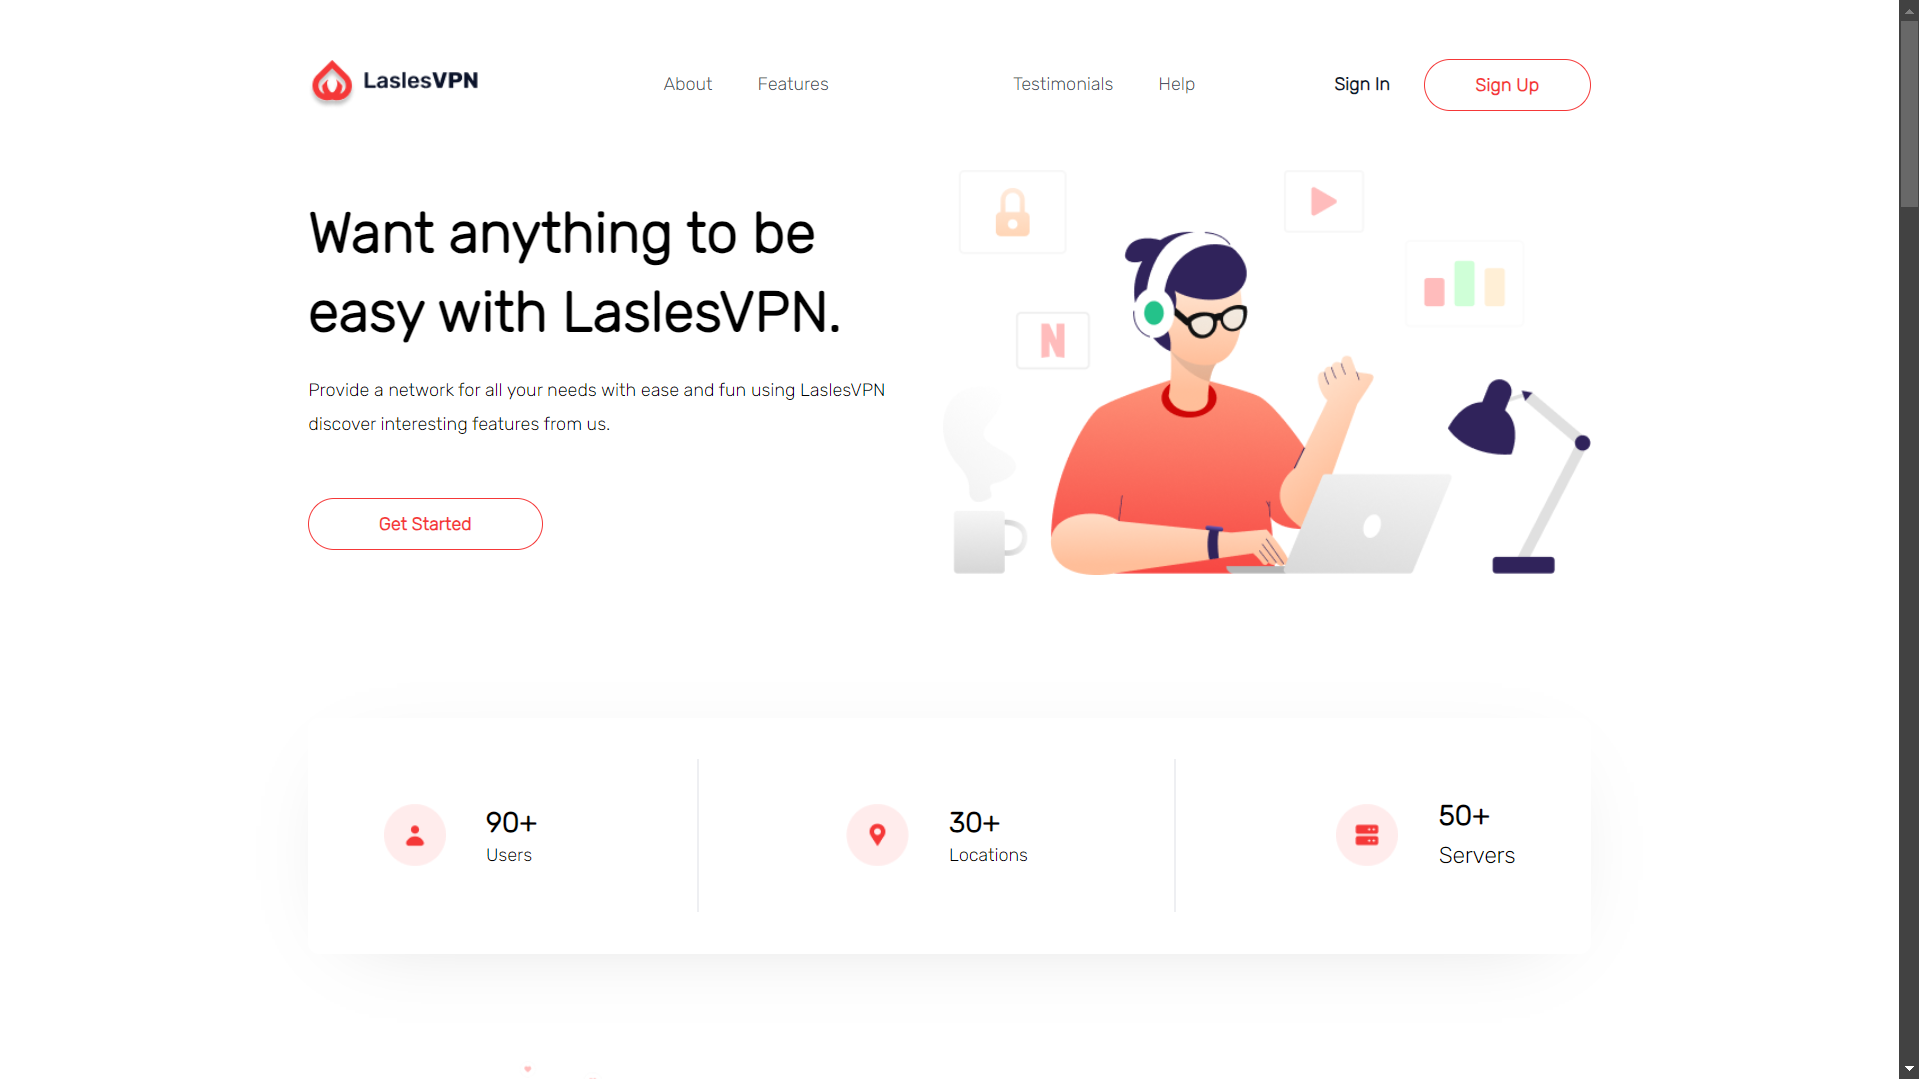 LaslesVPN
About
Features
Testimonials
Help
Sign In
Sign Up
Want anything to be
easy with LaslesVPN.
Provide a network for all your needs with ease and fun using LaslesVPN
discover interesting features from us.
Get Started
N
90+
Users
30+
Locations
50+
Servers